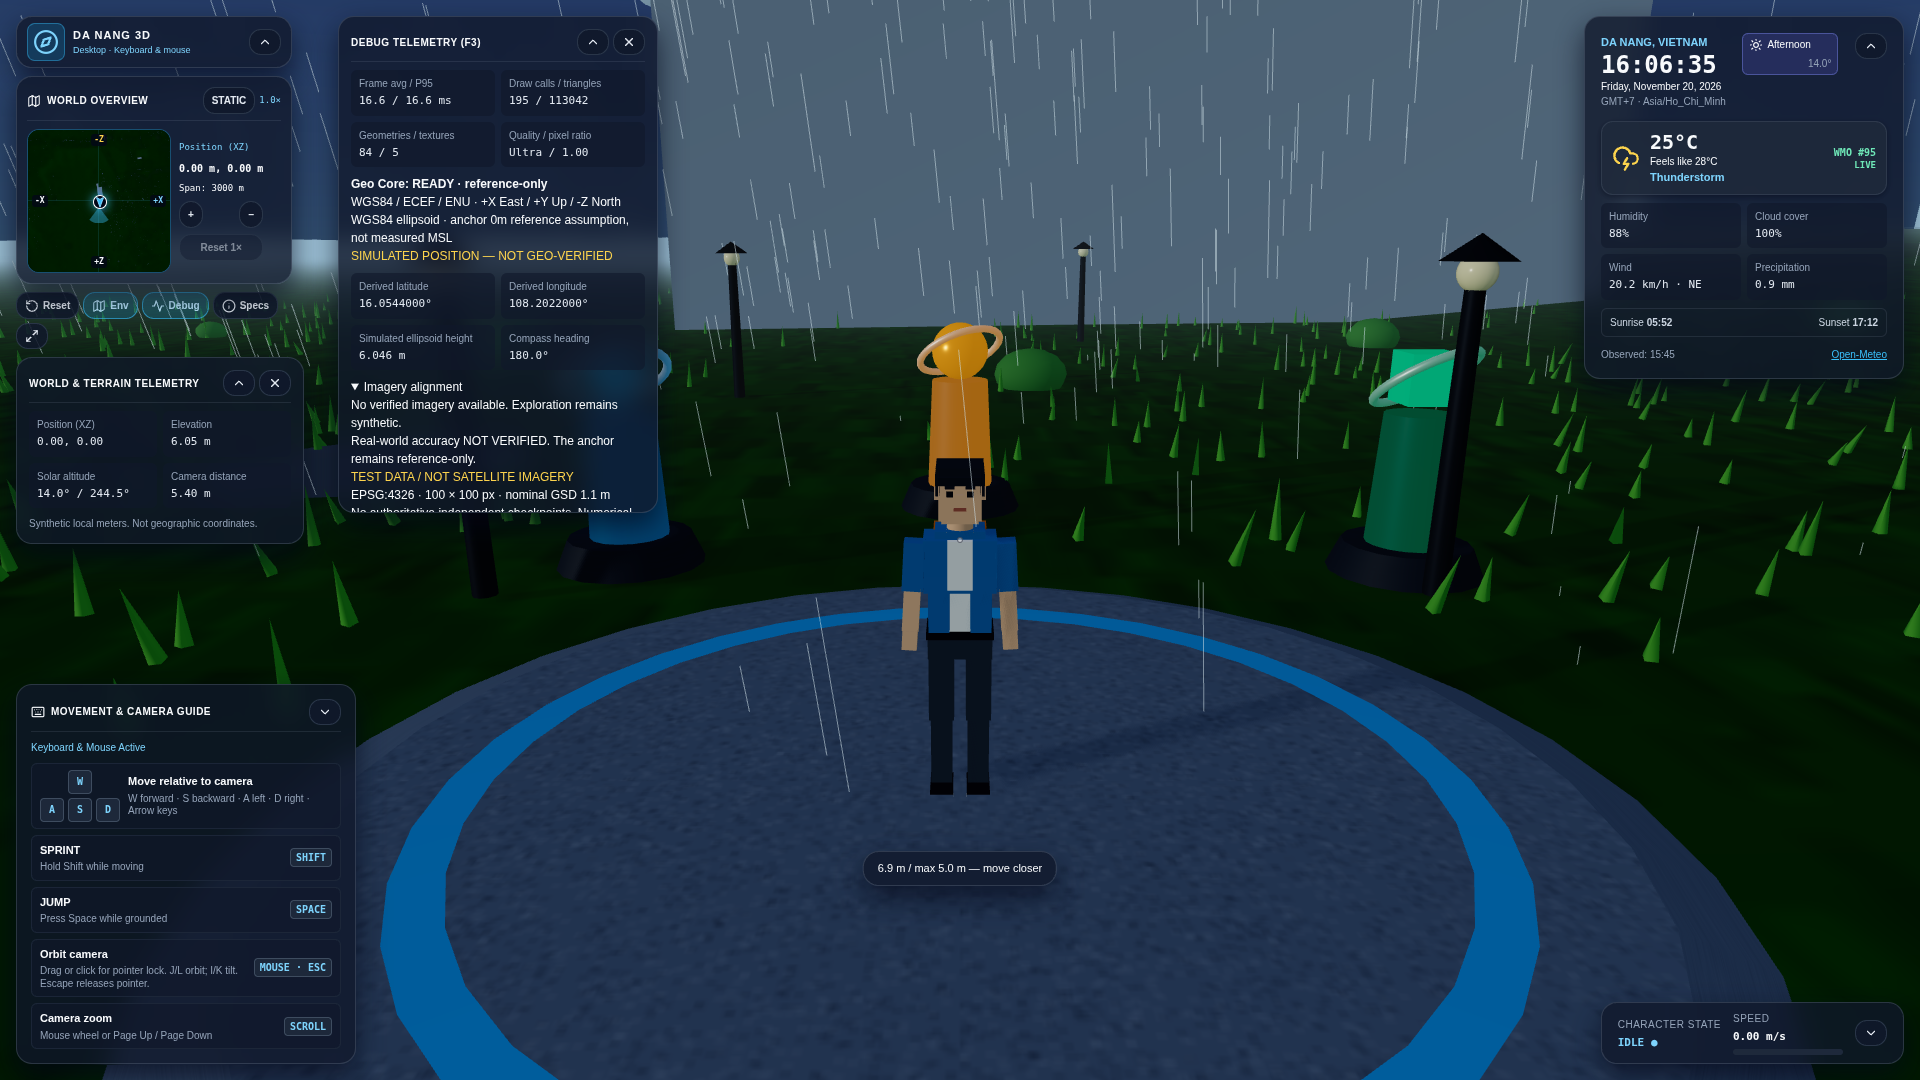 DA NANG 3D
Desktop · Keyboard & mouse
WORLD OVERVIEW
STATIC
1.0×
-Z
-X
+X
+Z
Position (XZ)
0.00 m, 0.00 m
Span: 3000 m
+
−
Reset 1×
Reset
Env
Debug
Specs
WORLD & TERRAIN TELEMETRY
Position (XZ)
0.00, 0.00
Elevation
6.05 m
Solar altitude
14.0° / 244.5°
Camera distance
5.40 m
Synthetic local meters. Not geographic coordinates.
MOVEMENT & CAMERA GUIDE
Keyboard & Mouse Active
W
A
S
D
Move relative to camera
W forward · S backward · A left · D right ·
Arrow keys
SPRINT
Hold Shift while moving
SHIFT
JUMP
Press Space while grounded
SPACE
Orbit camera
Drag or click for pointer lock. J/L orbit; I/K tilt.
Escape releases pointer.
MOUSE · ESC
Camera zoom
Mouse wheel or Page Up / Page Down
SCROLL
DEBUG TELEMETRY (F3)
Frame avg / P95
16.6 / 16.6 ms
Draw calls / triangles
195 / 113042
Geometries / textures
84 / 5
Quality / pixel ratio
Ultra / 1.00
Geo Core: READY · reference-only
WGS84 / ECEF / ENU · +X East / +Y Up / -Z North
WGS84 ellipsoid · anchor 0m reference assumption,
not measured MSL
SIMULATED POSITION — NOT GEO-VERIFIED
Derived latitude
16.0544000°
Derived longitude
108.2022000°
Simulated ellipsoid height
6.046 m
Compass heading
180.0°
▼ Imagery alignment
No verified imagery available. Exploration remains
synthetic.
Real-world accuracy NOT VERIFIED. The anchor
remains reference-only.
TEST DATA / NOT SATELLITE IMAGERY
EPSG:4326 · 100 × 100 px · nominal GSD 1.1 m
No authoritative independent checkpoints. Numerical
6.9 m / max 5.0 m — move closer
DA NANG, VIETNAM
16:06:35
Friday, November 20, 2026
GMT+7 · Asia/Ho_Chi_Minh
Afternoon
14.0°
25°C
Feels like 28°C
Thunderstorm
WMO #95
LIVE
Humidity
88%
Cloud cover
100%
Wind
20.2 km/h · NE
Precipitation
0.9 mm
Sunrise 05:52
Sunset 17:12
Observed: 15:45
Open-Meteo
CHARACTER STATE
IDLE ●
SPEED
0.00 m/s